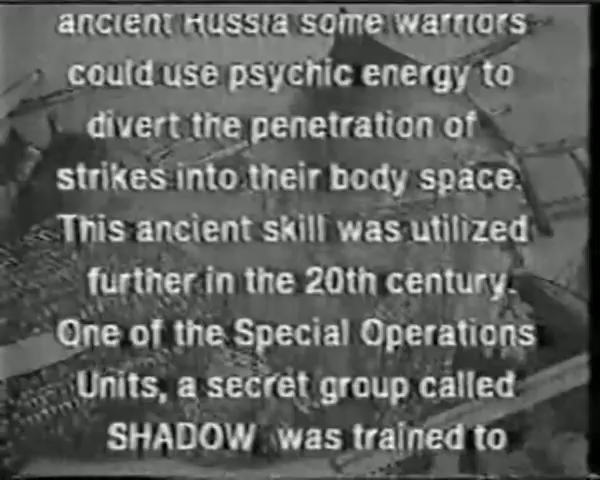 ancient Russia some warriors
could use psychic energy to
divert the penetration of
strikes into their body space.
This ancient skill was utilized
further in the 20th century.
One of the Special Operations
Units, a secret group called
SHADOW was trained to